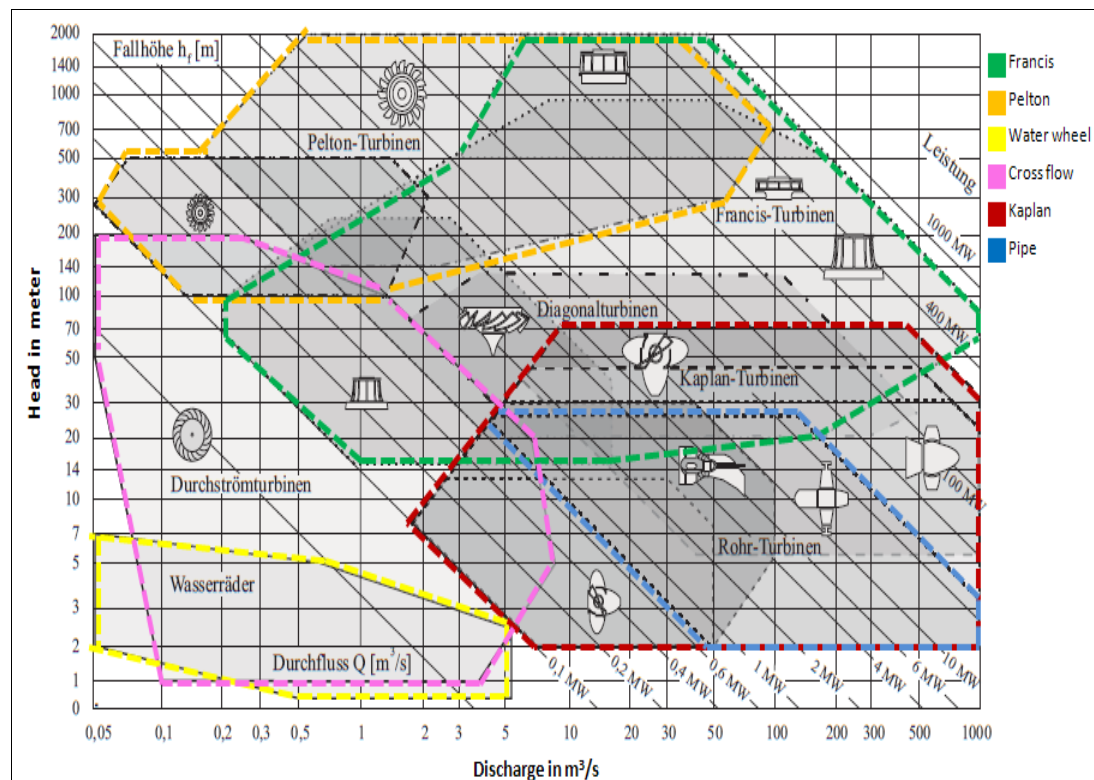 2000
1400
1000
700
500
300
200
140
100
70
50
30
20
14
10
7
5
3
2
1
0
Head in meter
Fallhöhe h_f [m]
Pelton-Turbinen
Leistung
Francis-Turbinen
1000 MW
Diagonalturbinen
400 MW
Kaplan-Turbinen
100 MW
Durchströmturbinen
Rohr-Turbinen
Wasserräder
Durchfluss Q [m³/s]
0,1 MW
0,2 MW
0,4 MW
0,6 MW
1 MW
2 MW
4 MW
6 MW
10 MW
0,05 0,1 0,2 0,3 0,5 1 2 3 5 10 20 30 50 100 200 300 500 1000
Discharge in m³/s
Francis
Pelton
Water wheel
Cross flow
Kaplan
Pipe